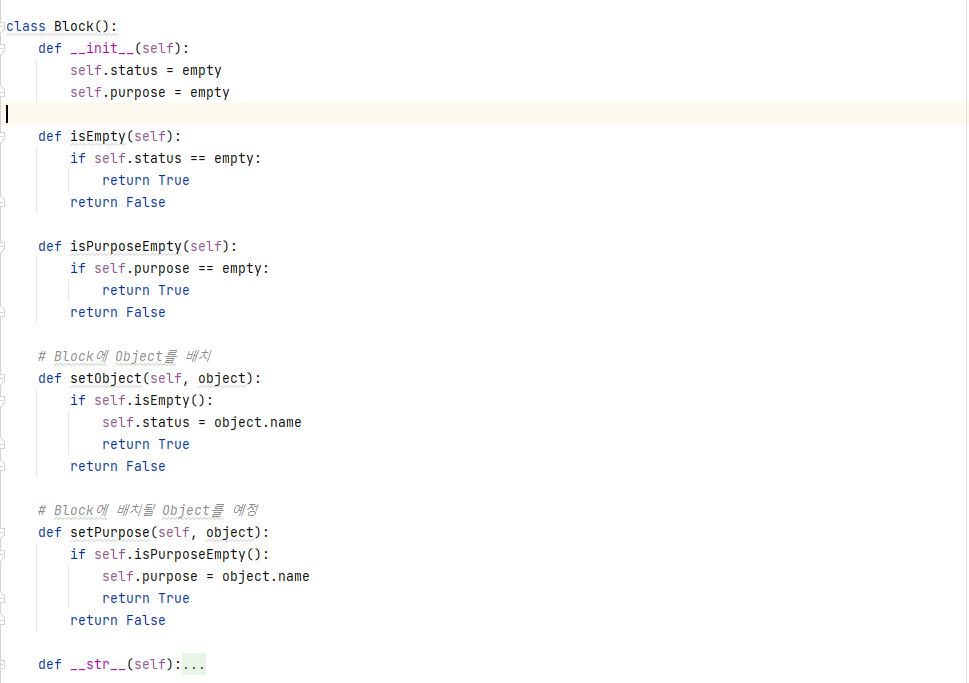 class Block():
    def __init__(self):
        self.status = empty
        self.purpose = empty
    def isEmpty(self):
        if self.status == empty:
            return True
        return False
    def isPurposeEmpty(self):
        if self.purpose == empty:
            return True
        return False
    # Block에 Object를 배치
    def setObject(self, object):
        if self.isEmpty():
            self.status = object.name
            return True
        return False
    # Block에 배치될 Object를 예정
    def setPurpose(self, object):
        if self.isPurposeEmpty():
            self.purpose = object.name
            return True
        return False
    def __str__(self):...